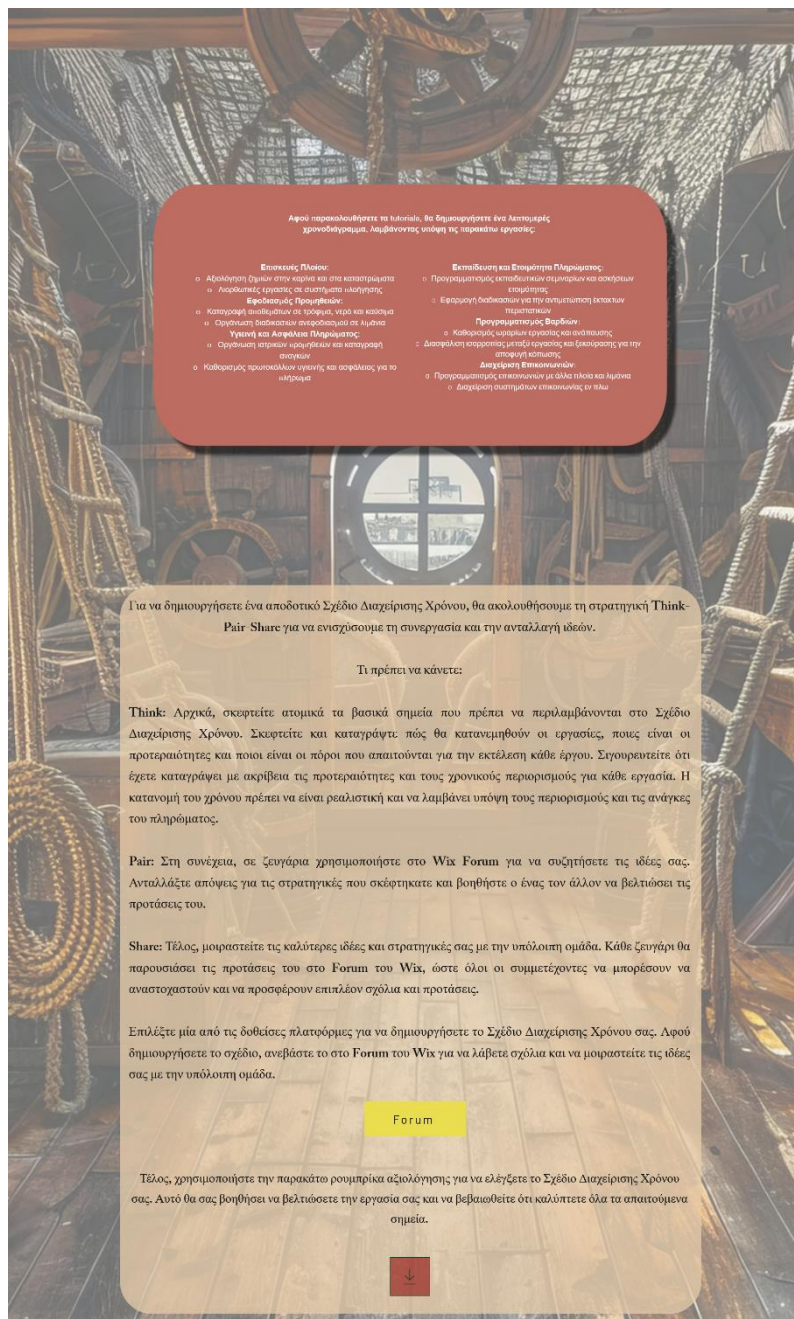 Αφού παρακολουθήσετε τα tutorials, θα δημιουργήσετε ένα λεπτομερές
χρονοδιάγραμμα, λαμβάνοντας υπόψη τις παρακάτω εργασίες:
Επισκευές Πλοίου:
o Αξιολόγηση ζημιών στην καρίνα και στα καταστρώματα
o Διορθωτικές εργασίες σε συστήματα πλοήγησης
Εφοδιασμός Προμηθειών:
o Καταγραφή αποθεμάτων σε τρόφιμα, νερό και καύσιμα
o Οργάνωση διαδικασιών ανεφοδιασμού σε λιμάνια
Υγιεινή και Ασφάλεια Πληρώματος:
o Οργάνωση ιατρικών προμηθειών και καταγραφή
αναγκών
o Καθορισμός πρωτοκόλλων υγιεινής και ασφάλειας για το
πλήρωμα
Εκπαίδευση και Ετοιμότητα Πληρώματος:
o Προγραμματισμός εκπαιδευτικών σεμιναρίων και ασκήσεων
ετοιμότητας
o Εφαρμογή διαδικασιών για την αντιμετώπιση έκτακτων
περιστατικών
Προγραμματισμός Βαρδιών:
o Καθορισμός ωραρίων εργασίας και ανάπαυσης
o Διασφάλιση ισορροπίας μεταξύ εργασίας και ξεκούρασης για την
αποφυγή κόπωσης
Διαχείριση Επικοινωνιών:
o Προγραμματισμός επικοινωνιών με άλλα πλοία και λιμάνια
o Διαχείριση συστημάτων επικοινωνίας εν πλω
Για να δημιουργήσετε ένα αποδοτικό Σχέδιο Διαχείρισης Χρόνου, θα ακολουθήσουμε τη στρατηγική Think-
Pair-Share για να ενισχύσουμε τη συνεργασία και την ανταλλαγή ιδεών.
Τι πρέπει να κάνετε:
Think: Αρχικά, σκεφτείτε ατομικά τα βασικά σημεία που πρέπει να περιλαμβάνονται στο Σχέδιο
Διαχείρισης Χρόνου. Σκεφτείτε και καταγράψτε πώς θα κατανεμηθούν οι εργασίες, ποιες είναι οι
προτεραιότητες και ποιοι είναι οι πόροι που απαιτούνται για την εκτέλεση κάθε έργου. Σιγουρευτείτε ότι
έχετε καταγράψει με ακρίβεια τις προτεραιότητες και τους χρονικούς περιορισμούς για κάθε εργασία. Η
κατανομή του χρόνου πρέπει να είναι ρεαλιστική και να λαμβάνει υπόψη τους περιορισμούς και τις ανάγκες
του πληρώματος.
Pair: Στη συνέχεια, σε ζευγάρια χρησιμοποιήστε στο Wix Forum για να συζητήσετε τις ιδέες σας.
Ανταλλάξτε απόψεις για τις στρατηγικές που σκέφτηκατε και βοηθήστε ο ένας τον άλλον να βελτιώσει τις
προτάσεις του.
Share: Τέλος, μοιραστείτε τις καλύτερες ιδέες και στρατηγικές σας με την υπόλοιπη ομάδα. Κάθε ζευγάρι θα
παρουσιάσει τις προτάσεις του στο Forum του Wix, ώστε όλοι οι συμμετέχοντες να μπορέσουν να
αναστοχαστούν και να προσφέρουν επιπλέον σχόλια και προτάσεις.
Επιλέξτε μία από τις δοθείσες πλατφόρμες για να δημιουργήσετε το Σχέδιο Διαχείρισης Χρόνου σας. Αφού
δημιουργήσετε το σχέδιο, ανεβάστε το στο Forum του Wix για να λάβετε σχόλια και να μοιραστείτε τις ιδέες
σας με την υπόλοιπη ομάδα.
Forum
Τέλος, χρησιμοποιήστε την παρακάτω ρουμπρίκα αξιολόγησης για να ελέγξετε το Σχέδιο Διαχείρισης Χρόνου
σας. Αυτό θα σας βοηθήσει να βελτιώσετε την εργασία σας και να βεβαιωθείτε ότι καλύπτετε όλα τα απαιτούμενα
σημεία.